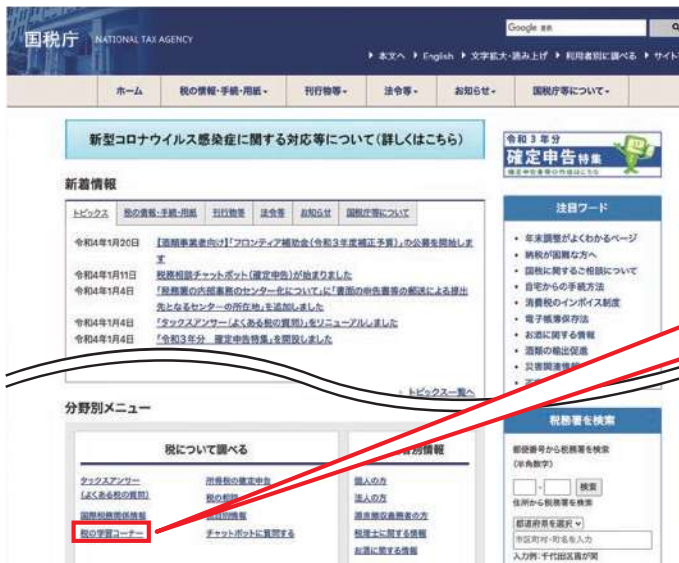 国税庁 NATIONAL TAX AGENCY
Google
本文へ English 文字拡大・読み上げ 利用者別に調べる サイト
ホーム 税の情報・手続・用紙 刊行物等 法令等 お知らせ 国税庁等について
新型コロナウイルス感染症に関する対応等について(詳しくはこちら)
令和3年分
確定申告特集
確定申告書等の作成はこちら
新着情報
トピックス 税の情報・手続・用紙 刊行物等 法令等 お知らせ 国税庁等について
令和4年1月20日 【酒類事業者向け】「フロンティア補助金(令和3年度補正予算)」の公募を開始しま
す
令和4年1月11日 税務相談チャットボット(確定申告)が始まりました
令和4年1月4日 「税務署の内部事務のセンター化について」に「書面の申告書等の郵送による提出
先となるセンターの所在地」を追加しました
令和4年1月4日 「タックスアンサー(よくある税の質問)」をリニューアルしました
令和4年1月4日 「令和3年分 確定申告特集」を開設しました
トピックス一覧へ
注目ワード
年末調整がよくわかるページ
納税が困難な方へ
国税に関するご相談について
自宅からの手続方法
消費税のインボイス制度
電子帳簿保存法
お酒に関する情報
酒類の輸出促進
災害関連情報
分野別メニュー
税について調べる
タックスアンサー
(よくある税の質問)
国際税務関係情報
税の学習コーナー
所得税の確定申告
税の相談
チャットボットに質問する
別情報
個人の方
法人の方
源泉徴収義務者の方
税理士に関する情報
お酒に関する情報
税務署を検索
郵便番号から税務署を検索
(半角数字)
- 検索
住所から税務署を検索
都道府県を選択
市区町村・町名を入力
入力例:千代田区霞が関